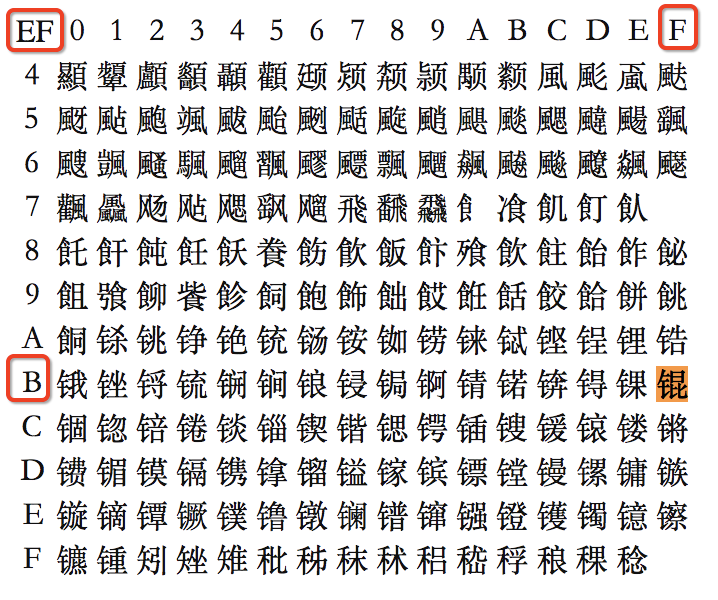 EF 0 1 2 3 4 5 6 7 8 9 A B C D E F
4 顯 顰 顱 顲 顳 顴 颋 颎 颒 颕 颙 颣 風 颩 颪 颫
5 颬 颭 颮 颯 颰 颱 颲 颳 颴 颵 颶 颷 颸 颹 颺 颻
6 颼 颽 颾 颿 飀 飁 飂 飃 飄 飅 飆 飇 飈 飉 飊 飋
7 飌 飍 飏 飐 飔 飖 飗 飛 飜 飝 飠 飡 飢 飣 飤
8 飥 飦 飩 飪 飫 飬 飭 飮 飯 飰 飱 飲 飳 飴 飵 飶
9 飷 飸 飹 飺 飻 飼 飽 飾 飿 餀 餁 餂 餃 餄 餅 餆
A 餇 铩 铫 铮 铯 铳 铴 铵 铷 铹 铼 铽 铿 锃 锂 锆
B 锇 锉 锊 锍 锎 锏 锒 锓 锔 锕 锖 锘 锛 锝 锞 锟
C 锢 锪 锫 锩 锬 锱 锲 锴 锶 锷 锸 锼 锾 锿 镂 锵
D 镄 镅 镆 镉 镌 镎 镏 镒 镓 镔 镖 镗 镘 镙 镛 镞
E 镟 镝 镡 镢 镤 镥 镦 镧 镨 镩 镪 镫 镬 镯 镱 镲
F 镳 锺 矧 矬 雉 秕 秭 秣 秫 稆 嵇 稃 稂 稞 稔